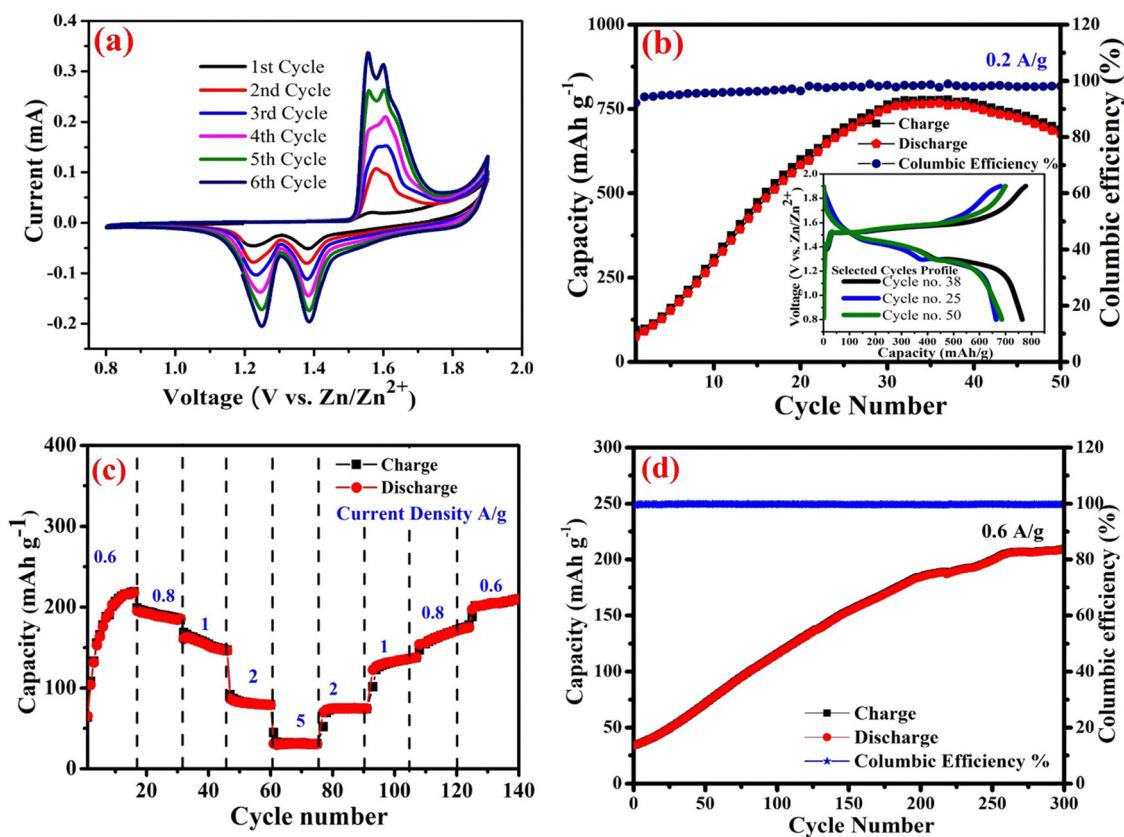 (a)
0.4
0.3
0.2
0.1
0.0
-0.1
-0.2
Current (mA)
1st Cycle
2nd Cycle
3rd Cycle
4th Cycle
5th Cycle
6th Cycle
0.8 1.0 1.2 1.4 1.6 1.8 2.0
Voltage (V vs. Zn/Zn2+)
(b)
1000
750
500
250
0
Capacity (mAh g-1)
0.2 A/g
Charge
Discharge
Columbic Efficiency %
2.0
1.8
1.6
1.4
1.2
1.0
0.8
Voltage (V vs. Zn/Zn2+)
Selected Cycles Profile
Cycle no. 38
Cycle no. 25
Cycle no. 50
0 100 200 300 400 500 600 700 800
Capacity (mAh/g)
120
100
80
60
40
20
0
Columbic efficiency (%)
10 20 30 40 50
Cycle Number
(c)
400
300
200
100
0
Capacity (mAh g-1)
Charge
Discharge
Current Density A/g
0.6
0.8
1
2
5
2
1
0.8
0.6
20 40 60 80 100 120 140
Cycle number
(d)
300
250
200
150
100
50
0
Capacity (mAh g-1)
0.6 A/g
Charge
Discharge
Columbic Efficiency %
120
100
80
60
40
20
0
Columbic efficiency (%)
0 50 100 150 200 250 300
Cycle Number